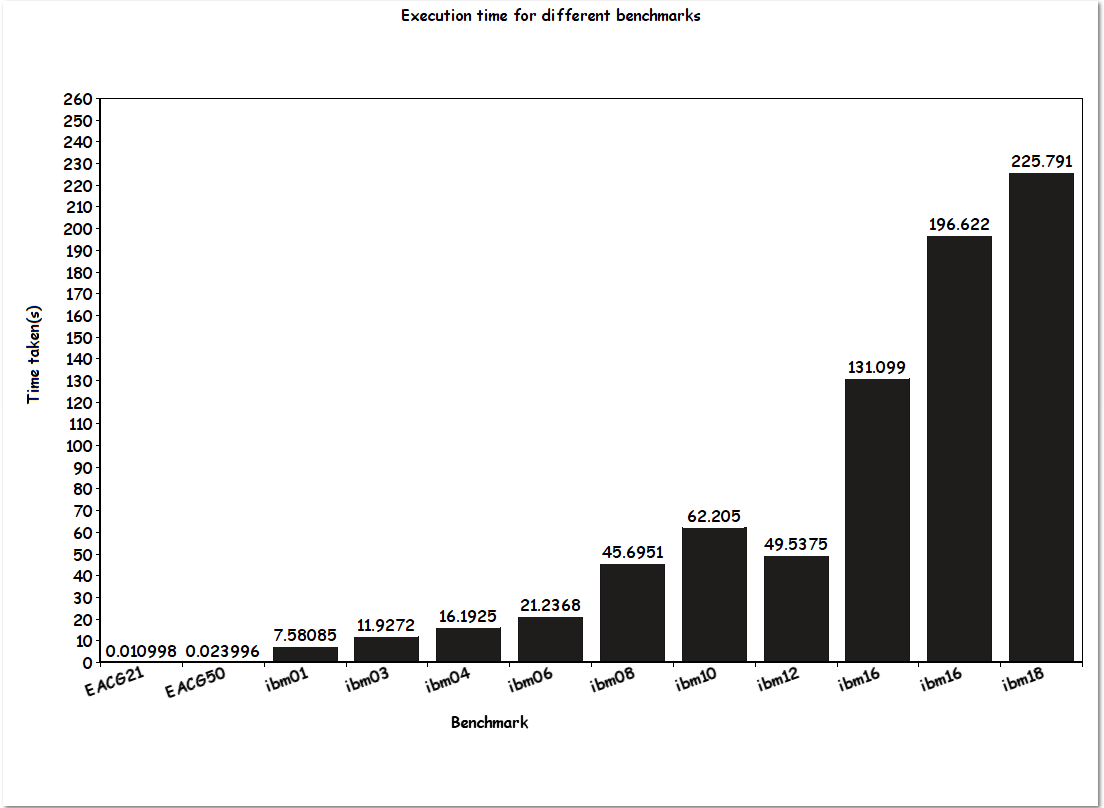 Execution time for different benchmarks
260
250
240
230
220
210
200
190
180
170
160
150
140
130
120
110
100
90
80
70
60
50
40
30
20
10
0
Time taken(s)
0.010998
0.023996
7.58085
11.9272
16.1925
21.2368
45.6951
62.205
49.5375
131.099
196.622
225.791
EACG21
EACG50
ibm01
ibm03
ibm04
ibm06
ibm08
ibm10
ibm12
ibm16
ibm16
ibm18
Benchmark